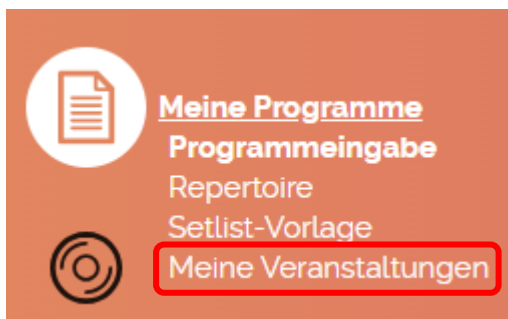 Meine Programme
Programmeingabe
Repertoire
Setlist-Vorlage
Meine Veranstaltungen